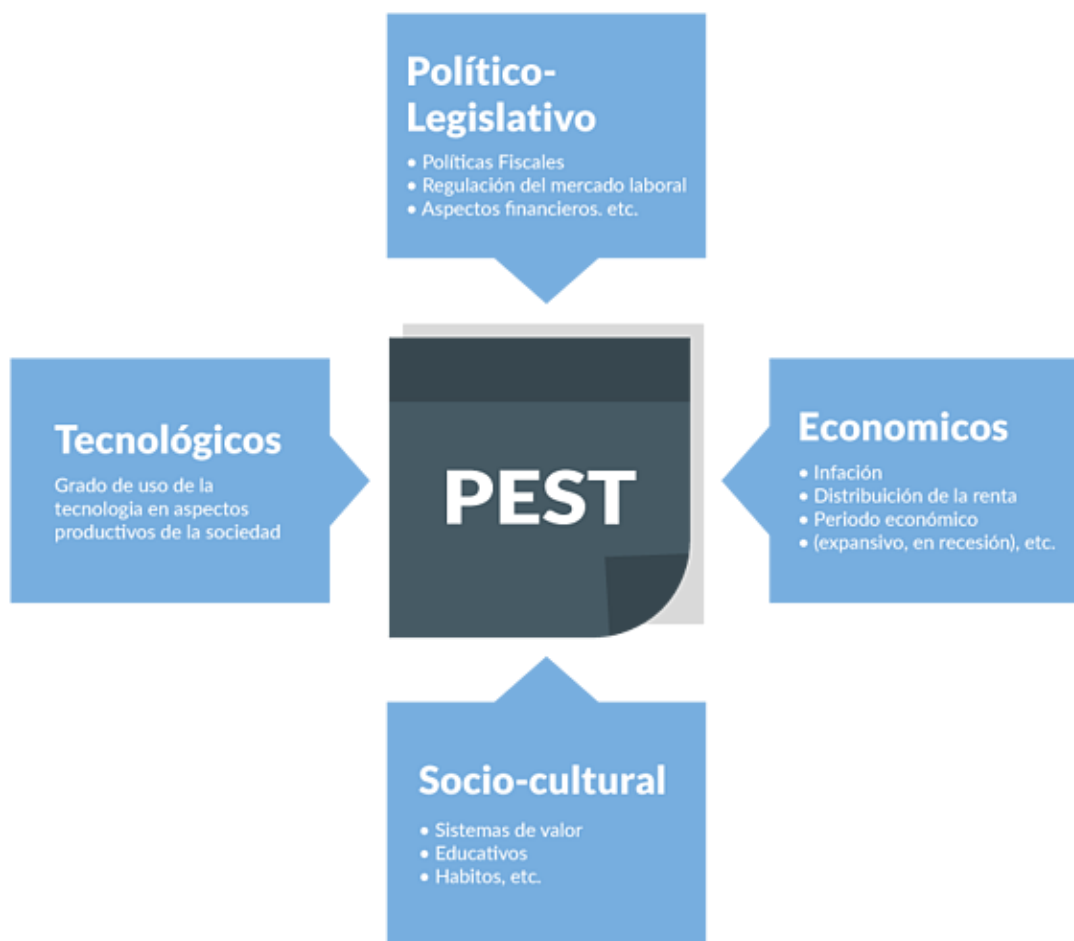 Político-
Legislativo
• Políticas Fiscales
• Regulación del mercado laboral
• Aspectos financieros. etc.
Tecnológicos
Grado de uso de la
tecnologia en aspectos
productivos de la sociedad
PEST
Economicos
• Infación
• Distribuición de la renta
• Periodo económico
• (expansivo, en recesión), etc.
Socio-cultural
• Sistemas de valor
• Educativos
• Habitos, etc.